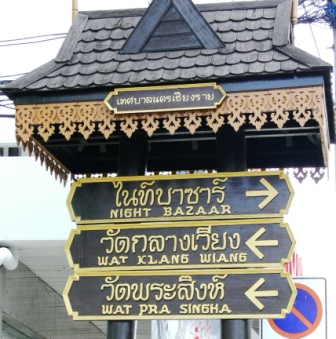 เทศบาลนครเชียงราย
ไนท์บาซาร์
NIGHT BAZAAR
วัดกลางเวียง
WAT KLANG WIANG
วัดพระสิงห์
WAT PRA SINGHA